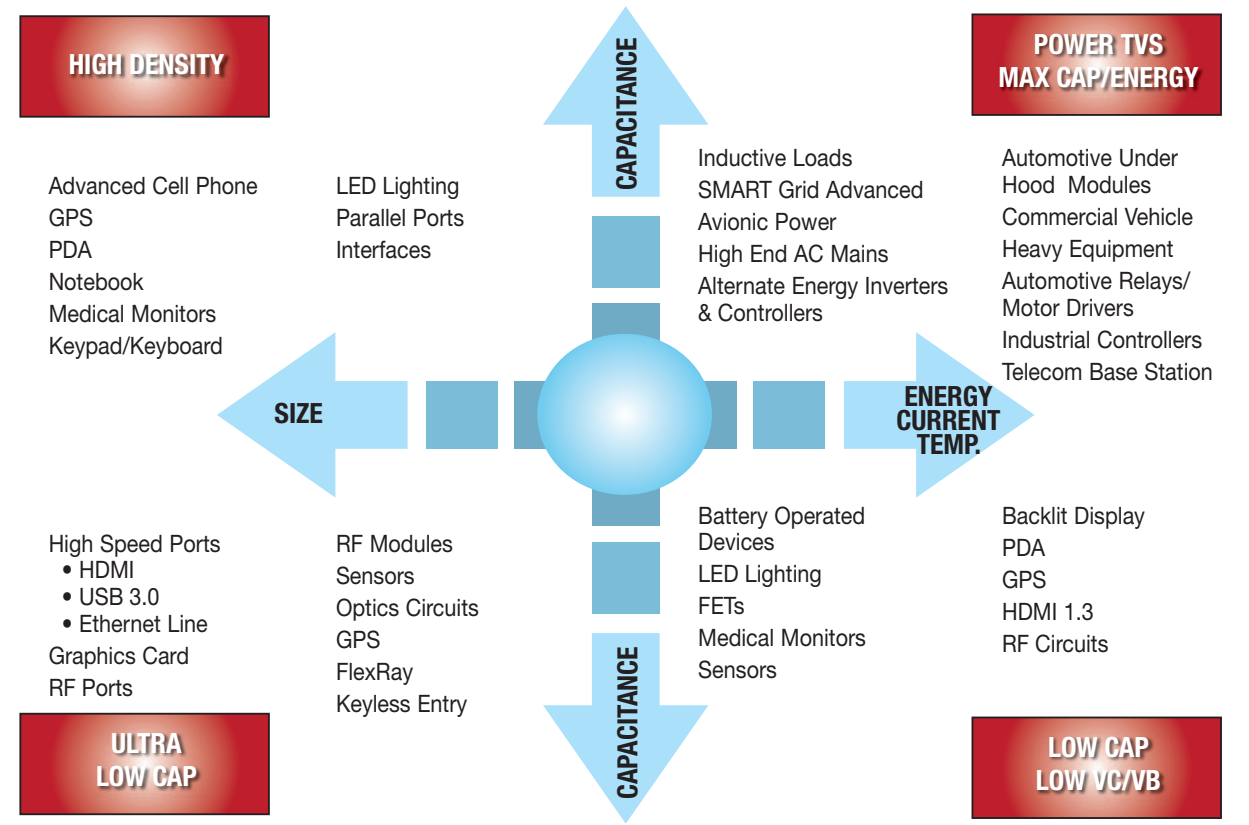 HIGH DENSITY
Advanced Cell Phone
GPS
PDA
Notebook
Medical Monitors
Keypad/Keyboard
LED Lighting
Parallel Ports
Interfaces
CAPACITANCE
POWER TVS
MAX CAP/ENERGY
Inductive Loads
SMART Grid Advanced
Avionic Power
High End AC Mains
Alternate Energy Inverters
& Controllers
Automotive Under
Hood Modules
Commercial Vehicle
Heavy Equipment
Automotive Relays/
Motor Drivers
Industrial Controllers
Telecom Base Station
SIZE
ENERGY
CURRENT
TEMP.
High Speed Ports
• HDMI
• USB 3.0
• Ethernet Line
Graphics Card
RF Ports
RF Modules
Sensors
Optics Circuits
GPS
FlexRay
Keyless Entry
ULTRA
LOW CAP
CAPACITANCE
Battery Operated
Devices
LED Lighting
FETs
Medical Monitors
Sensors
Backlit Display
PDA
GPS
HDMI 1.3
RF Circuits
LOW CAP
LOW VC/VB